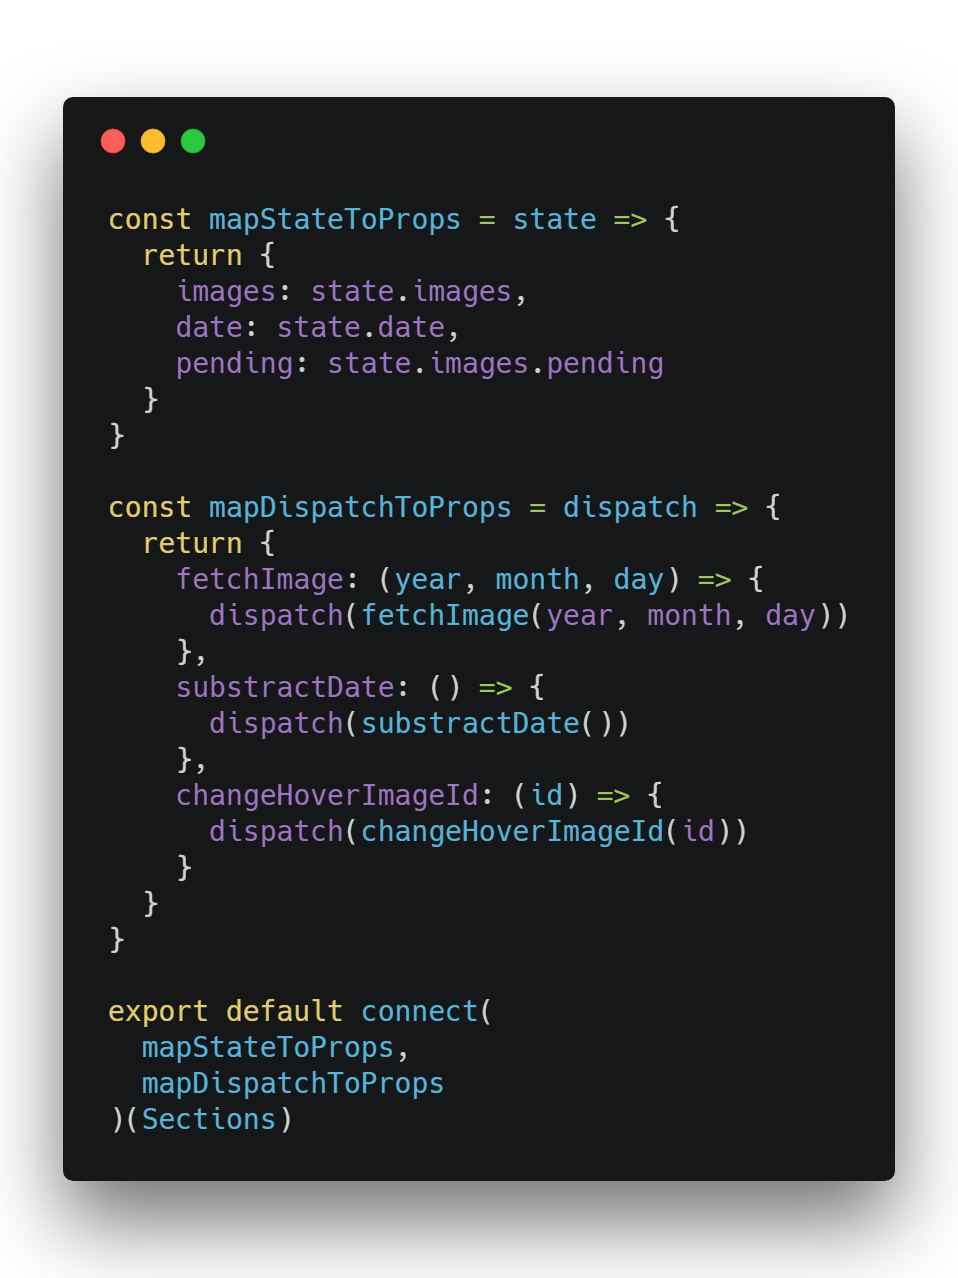 const mapStateToProps = state => {
  return {
    images: state.images,
    date: state.date,
    pending: state.images.pending
  }
}

const mapDispatchToProps = dispatch => {
  return {
    fetchImage: (year, month, day) => {
      dispatch(fetchImage(year, month, day))
    },
    substractDate: () => {
      dispatch(substractDate())
    },
    changeHoverImageId: (id) => {
      dispatch(changeHoverImageId(id))
    }
  }
}

export default connect(
  mapStateToProps,
  mapDispatchToProps
)(Sections)